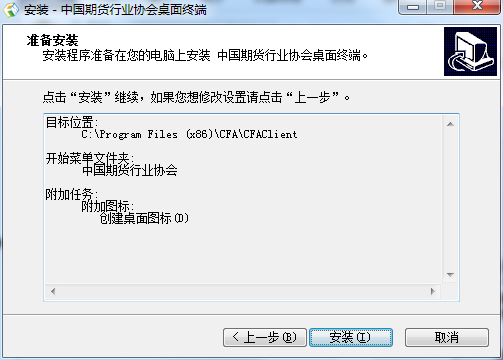 安装 - 中国期货行业协会桌面终端
准备安装
安装程序准备在您的电脑上安装 中国期货行业协会桌面终端。
点击“安装”继续，如果您想修改设置请点击“上一步”。
目标位置:
C:\Program Files (x86)\CFA\CFAClient
开始菜单文件夹:
中国期货行业协会
附加任务:
附加图标:
创建桌面图标(D)
< 上一步(B)
安装(I)
取消